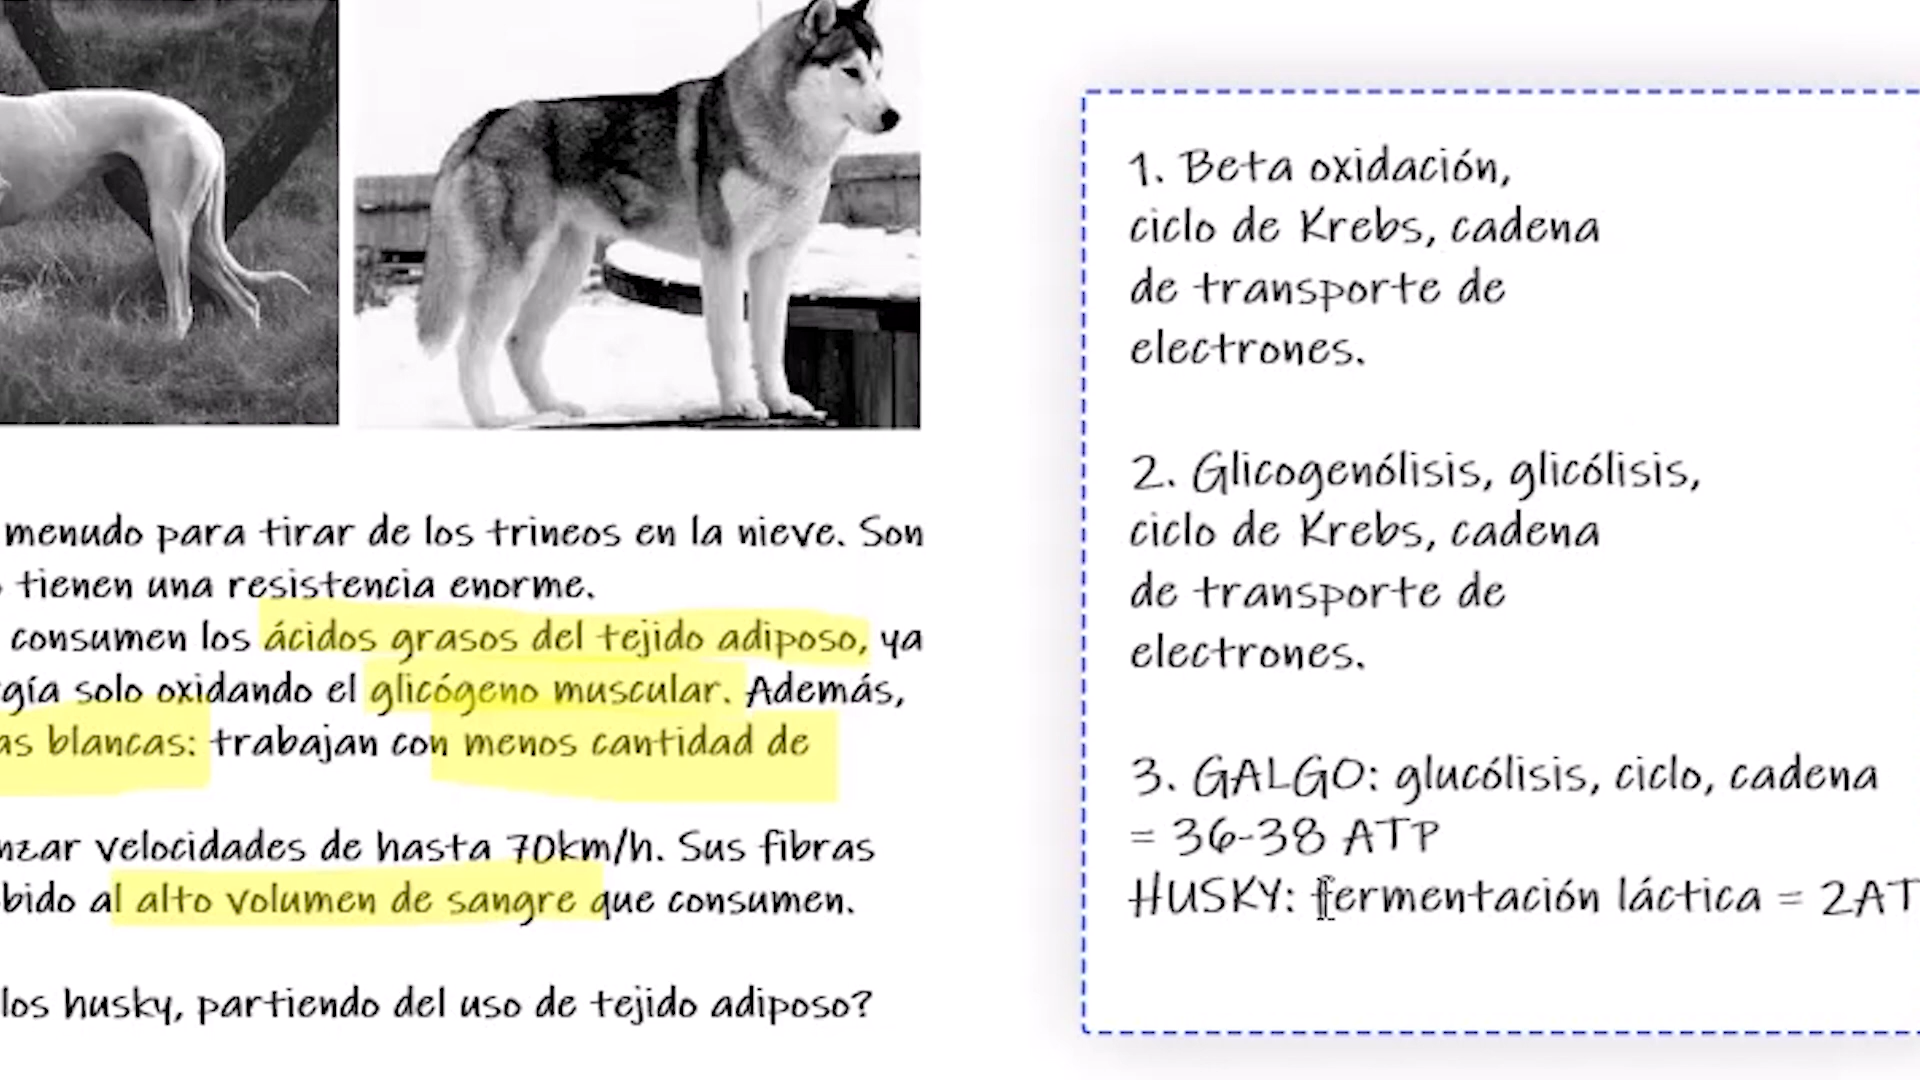 menudo para tirar de los trineos en la nieve. Son
tienen una resistencia enorme.
consumen los ácidos grasos del tejido adiposo, ya
solo oxidando el glicógeno muscular. Además,
blancas: trabajan con menos cantidad de
velocidades de hasta 70km/h. Sus fibras
al alto volumen de sangre que consumen.
los husky, partiendo del uso de tejido adiposo?
1. Beta oxidación,
ciclo de Krebs, cadena
de transporte de
electrones.
2. Glicogenólisis, glicólisis,
ciclo de Krebs, cadena
de transporte de
electrones.
3. GALGO: glucólisis, ciclo, cadena
= 36-38 ATP
HUSKY: fermentación láctica = 2AT